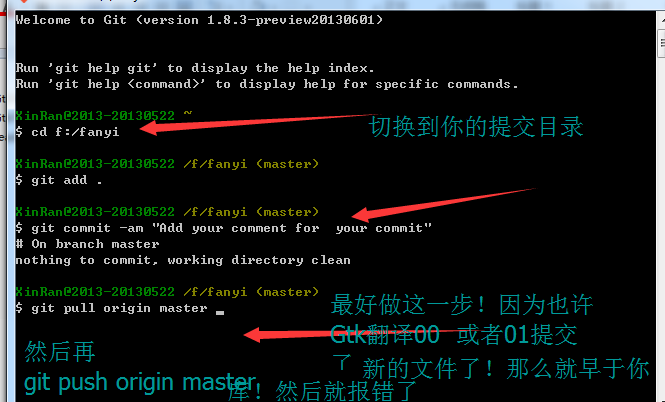 Welcome to Git (version 1.8.3-preview20130601)
Run 'git help git' to display the help index.
Run 'git help <command>' to display help for specific commands.
XinRan@2013-20130522 ~
$ cd f:/fanyi
切换到你的提交目录
XinRan@2013-20130522 /f/fanyi (master)
$ git add .
XinRan@2013-20130522 /f/fanyi (master)
$ git commit -am "Add your comment for  your commit"
# On branch master
nothing to commit, working directory clean
XinRan@2013-20130522 /f/fanyi (master)
$ git pull origin master
最好做这一步！因为也许
Gtk翻译00 或者01提交
了 新的文件了！那么就早于你
库！然后就报错了
然后再
git push origin master